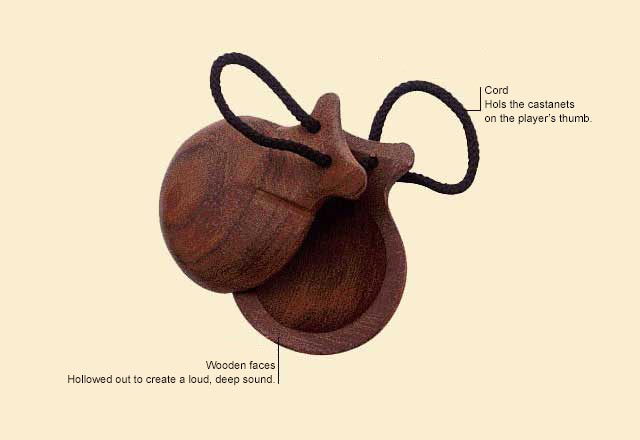 Cord
Hols the castanets
on the player's thumb.
Wooden faces
Hollowed out to create a loud, deep sound.